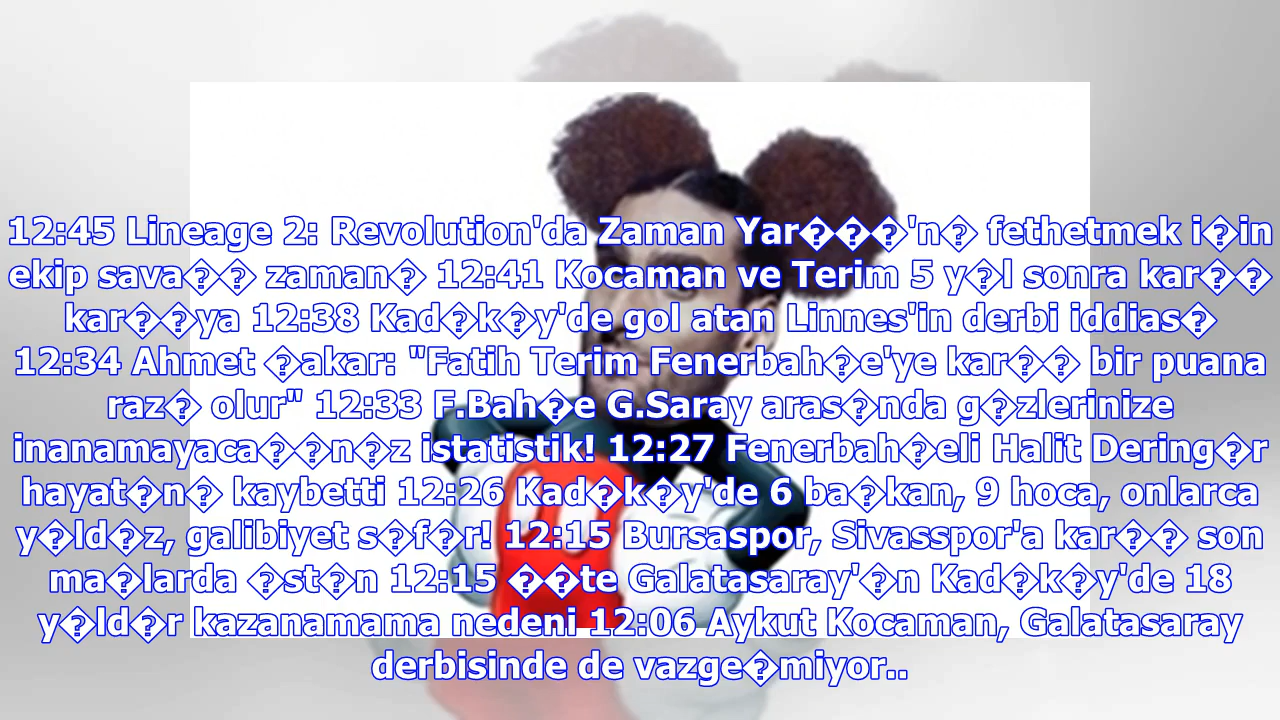 12:45 Lineage 2: Revolution'da Zaman Yar���'n� fethetmek i�in
ekip sava�� zaman� 12:41 Kocaman ve Terim 5 y�l sonra kar��
kar��ya 12:38 Kad�k�y'de gol atan Linnes'in derbi iddias�
12:34 Ahmet �akar: "Fatih Terim Fenerbah�e'ye kar�� bir puana
raz� olur" 12:33 F.Bah�e G.Saray aras�nda g�zlerinize
inanamayaca��n�z istatistik! 12:27 Fenerbah�eli Halit Dering�r
hayat�n� kaybetti 12:26 Kad�k�y'de 6 ba�kan, 9 hoca, onlarca
y�ld�z, galibiyet s�f�r! 12:15 Bursaspor, Sivasspor'a kar�� son
ma�larda �st�n 12:15 ��te Galatasaray'�n Kad�k�y'de 18
y�ld�r kazanamama nedeni 12:06 Aykut Kocaman, Galatasaray
derbisinde de vazge�miyor..